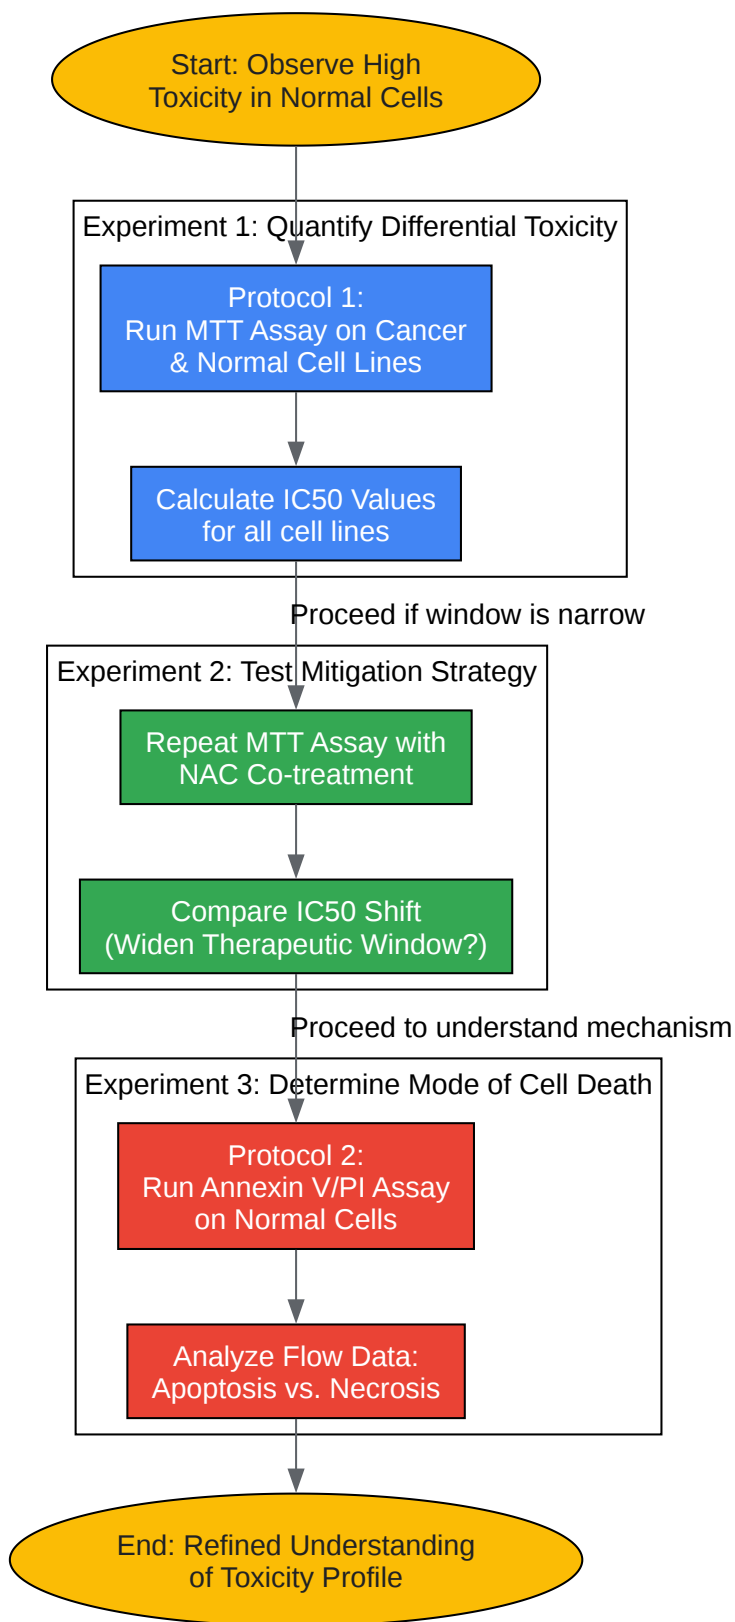 Start: Observe High
Toxicity in Normal Cells
Experiment 1: Quantify Differential Toxicity
Protocol 1:
Run MTT Assay on Cancer
& Normal Cell Lines
Calculate IC50 Values
for all cell lines
Proceed if window is narrow
Experiment 2: Test Mitigation Strategy
Repeat MTT Assay with
NAC Co-treatment
Compare IC50 Shift
(Widen Therapeutic Window?)
Proceed to understand mechanism
Experiment 3: Determine Mode of Cell Death
Protocol 2:
Run Annexin V/PI Assay
on Normal Cells
Analyze Flow Data:
Apoptosis vs. Necrosis
End: Refined Understanding
of Toxicity Profile